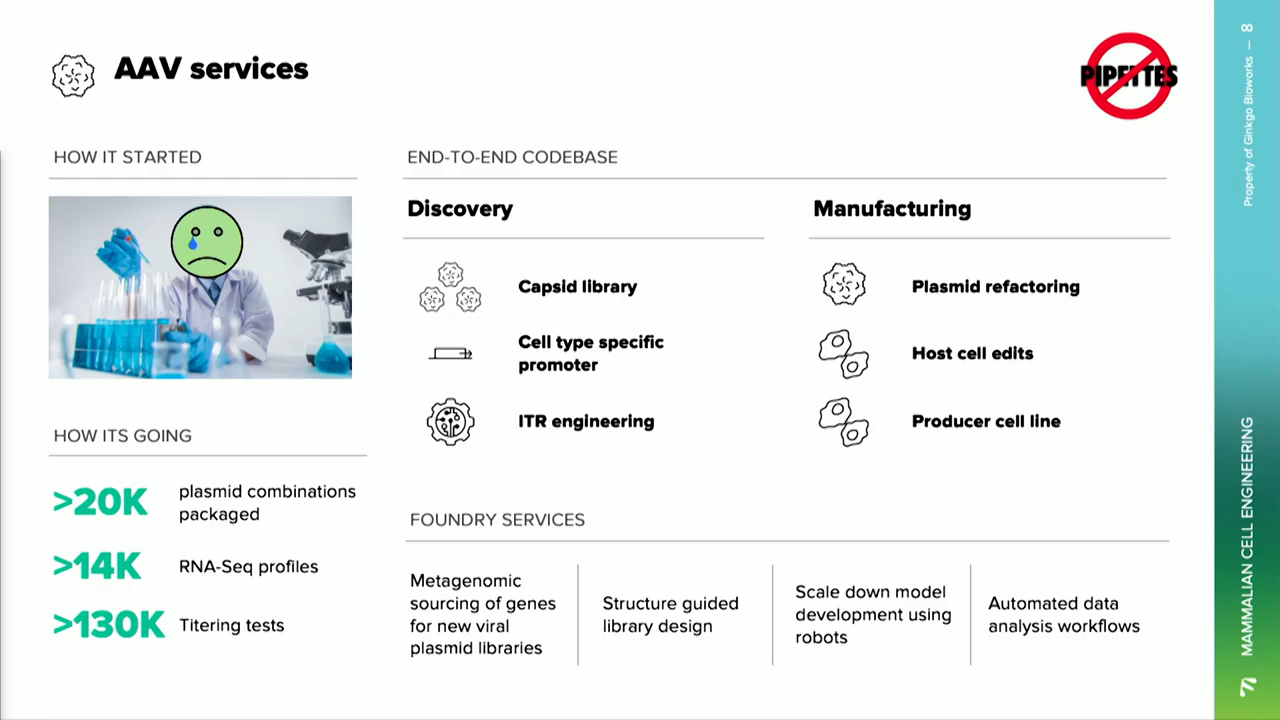 AAV services
PIPETTES
HOW IT STARTED
HOW ITS GOING
>20K
plasmid combinations
packaged
>14K
RNA-Seq profiles
>130K
Titering tests
END-TO-END CODEBASE
Discovery
Capsid library
Cell type specific
promoter
ITR engineering
Manufacturing
Plasmid refactoring
Host cell edits
Producer cell line
FOUNDRY SERVICES
Metagenomic
sourcing of genes
for new viral
plasmid libraries
Structure guided
library design
Scale down model
development using
robots
Automated data
analysis workflows
Property of Ginkgo Bioworks — 8
MAMMALIAN CELL ENGINEERING